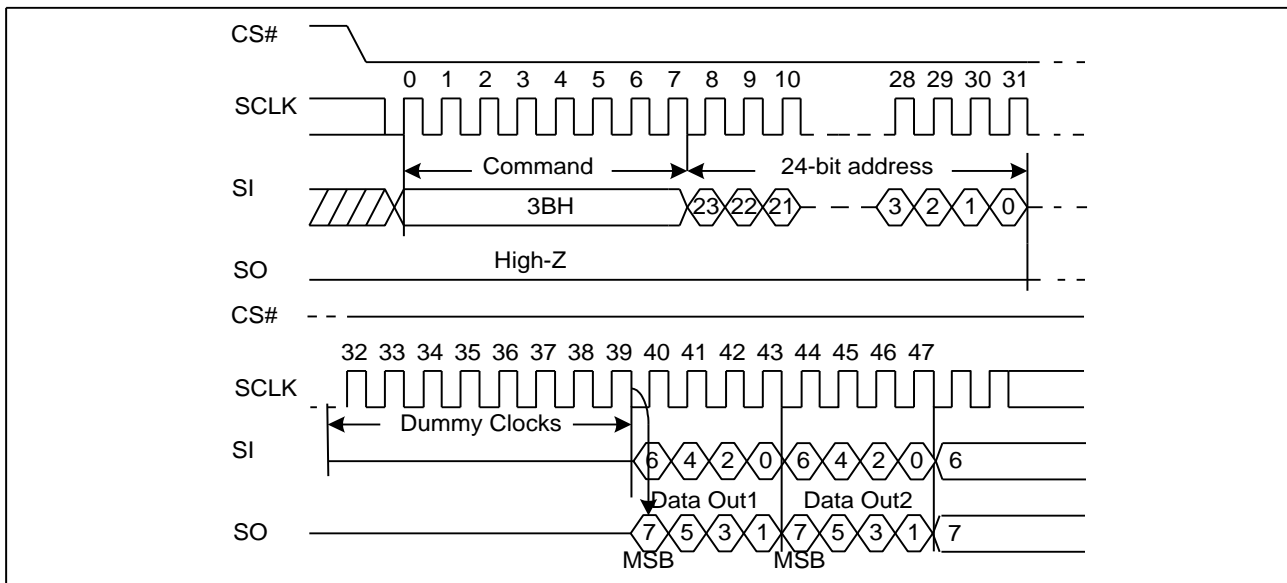 CS#
0 1 2 3 4 5 6 7 8 9 10 28 29 30 31
SCLK
Command 24-bit address
SI
3BH 23 22 21 3 2 1 0
High-Z
SO
CS#
32 33 34 35 36 37 38 39 40 41 42 43 44 45 46 47
SCLK
Dummy Clocks
SI
6 4 2 0 6 4 2 0 6
Data Out1 Data Out2
SO
7 5 3 1 7 5 3 1 7
MSB MSB